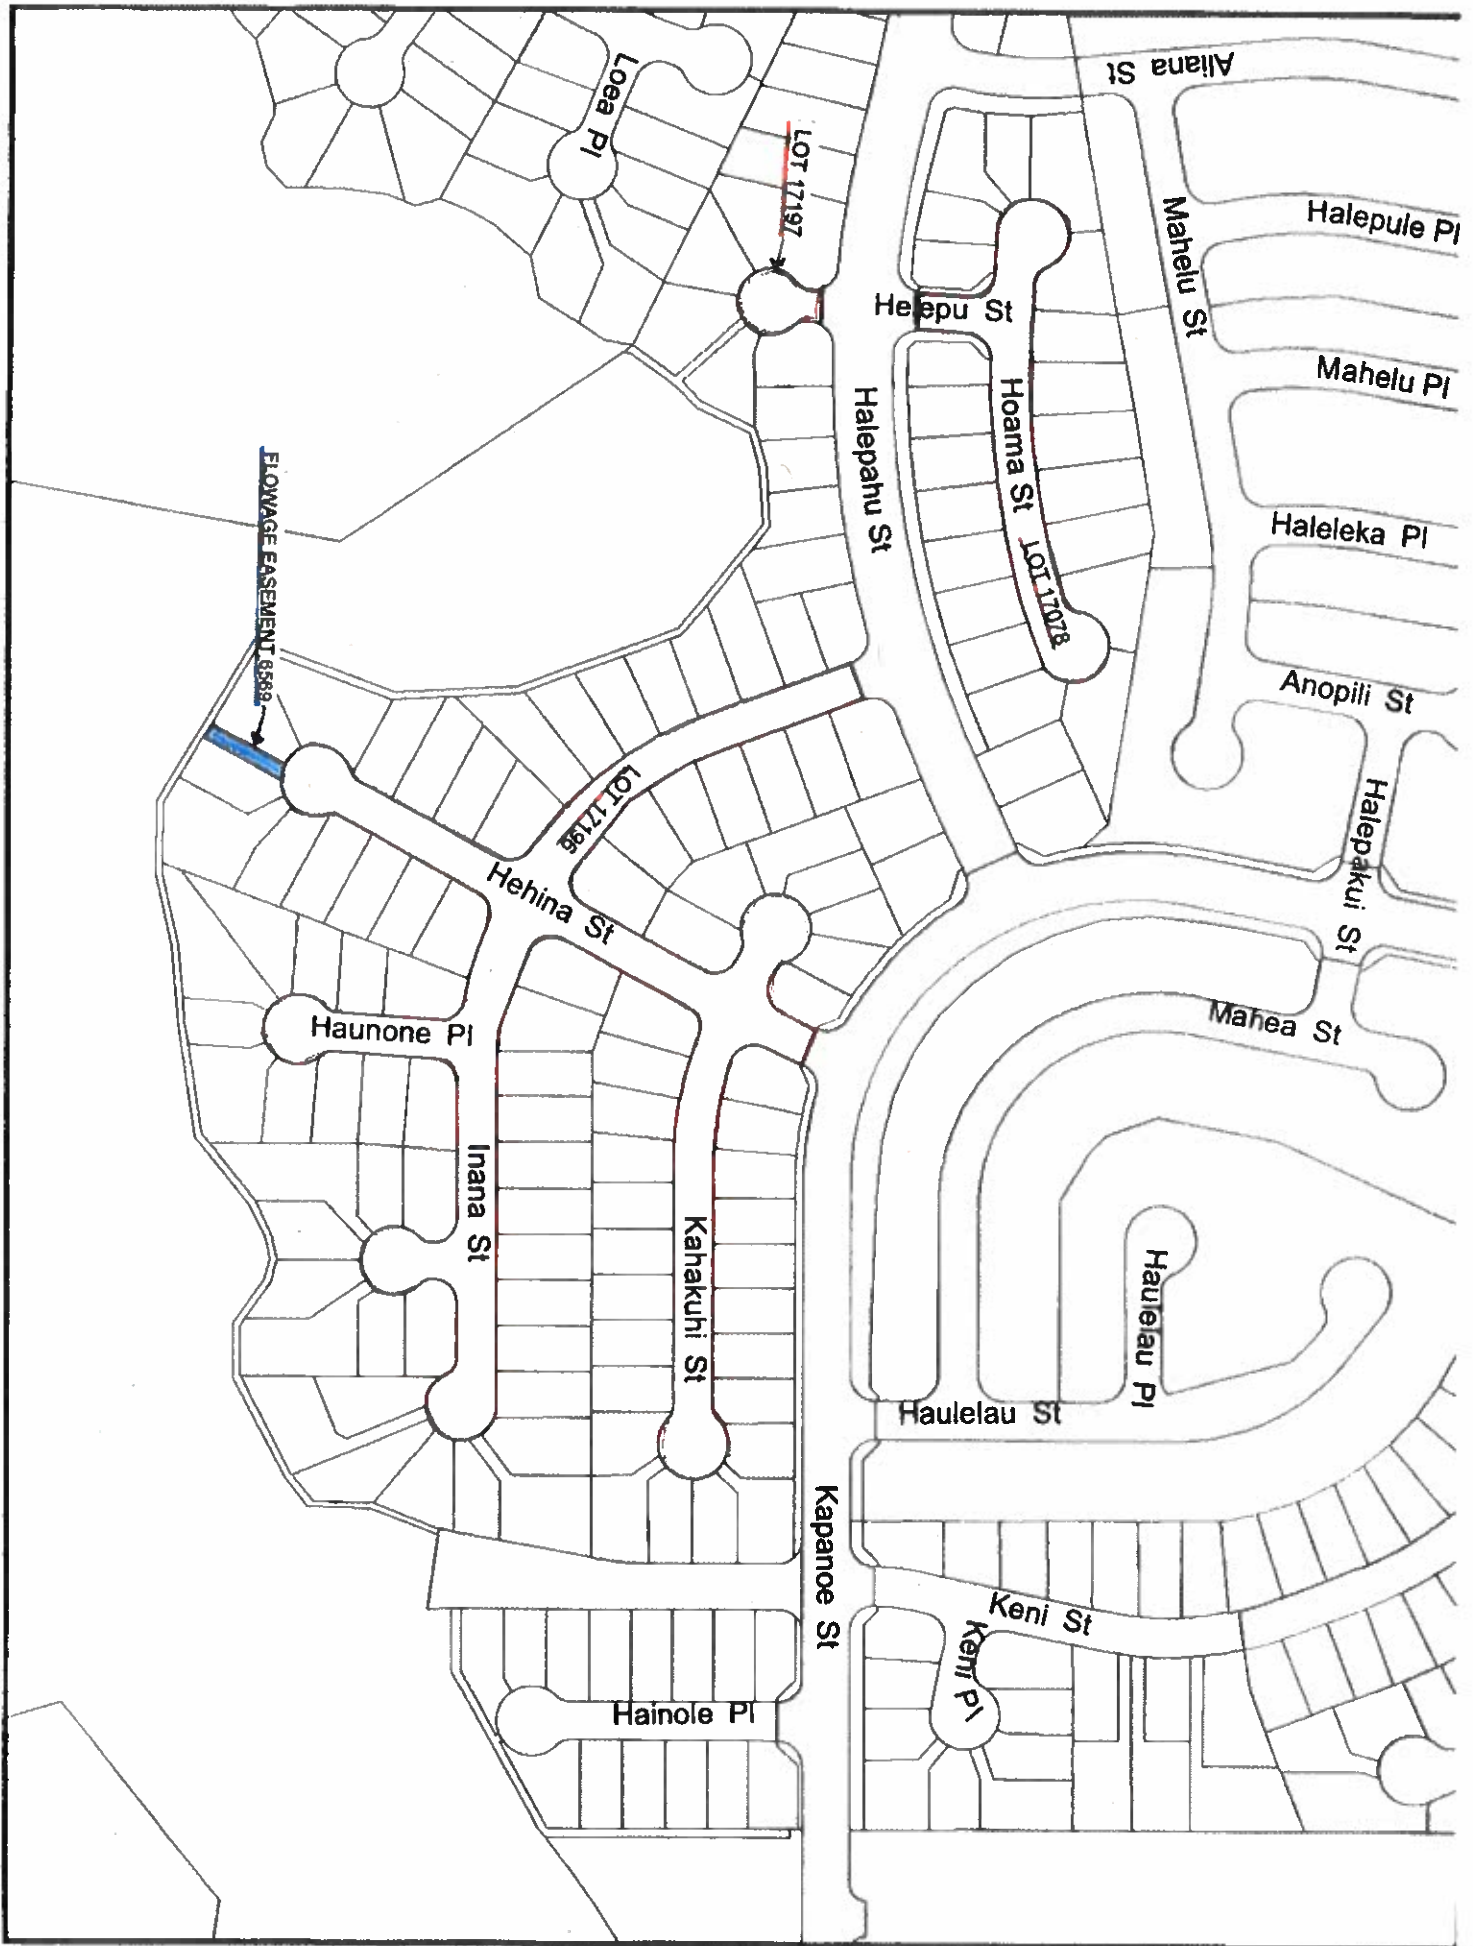 Aliana St
Loea Pl
LOT 17197
Mahelu St
Halepule Pl
Helepu St
Mahelu Pl
Halepahu St
Hoama St
LOT 17078
Haleleka Pl
FLOWAGE EASEMENT 6569
Anopili St
LOT 17196
Halepakui St
Hehina St
Mahea St
Haunone Pl
Inana St
Kahakuhi St
Haulelau Pl
Haulelau St
Kapanoe St
Keni St
Keni Pl
Hainole Pl